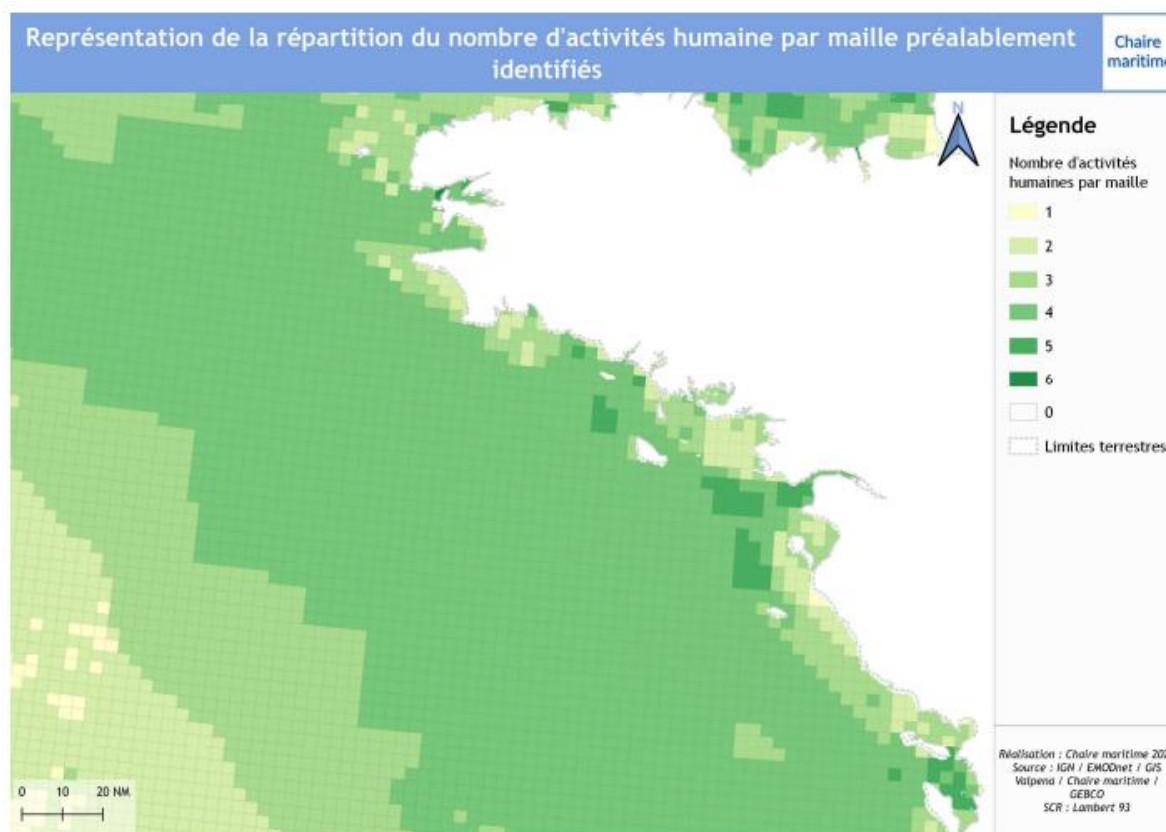 Représentation de la répartition du nombre d'activités humaine par maille préalablement
identifiés
Chaire
maritime
N
Légende
Nombre d'activités
humaines par maille
1
2
3
4
5
6
0
Limites terrestres
Réalisation : Chaire maritime 202
Source : IGN / EMODnet / GIS
Valpena / Chaire maritime /
GEBCO
SCR : Lambert 93
0 10 20 NM